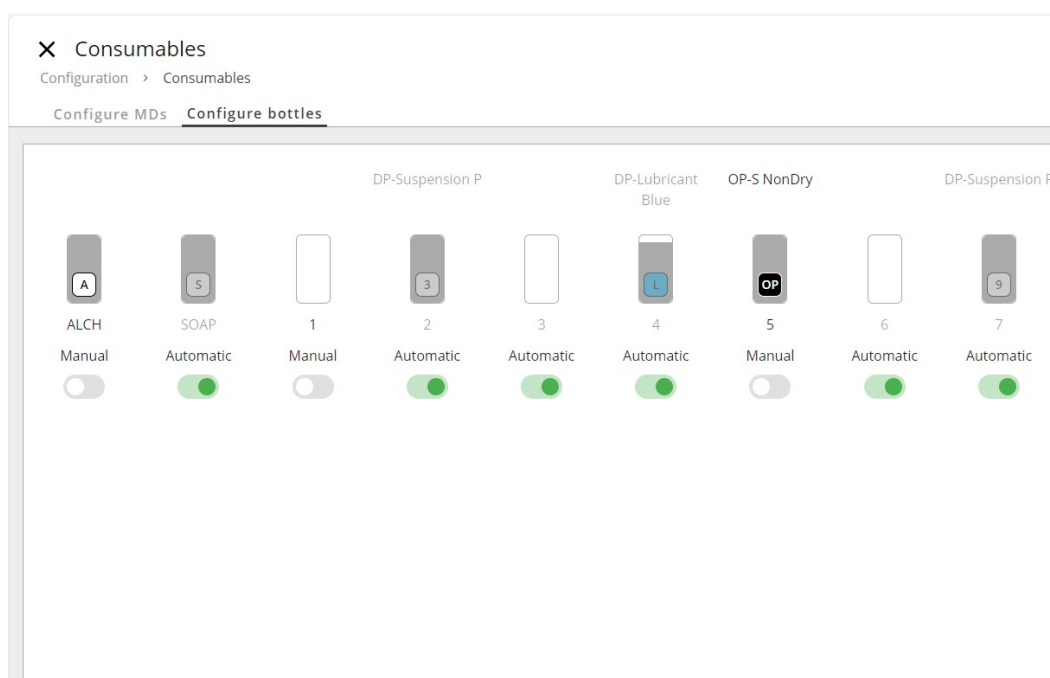 Consumables
Configuration > Consumables
Configure MDs Configure bottles
DP-Suspension P DP-Lubricant Blue OP-S NonDry DP-Suspension P
A S 3 L OP 9
ALCH SOAP 1 2 3 4 5 6 7
Manual Automatic Manual Automatic Automatic Automatic Manual Automatic Automatic